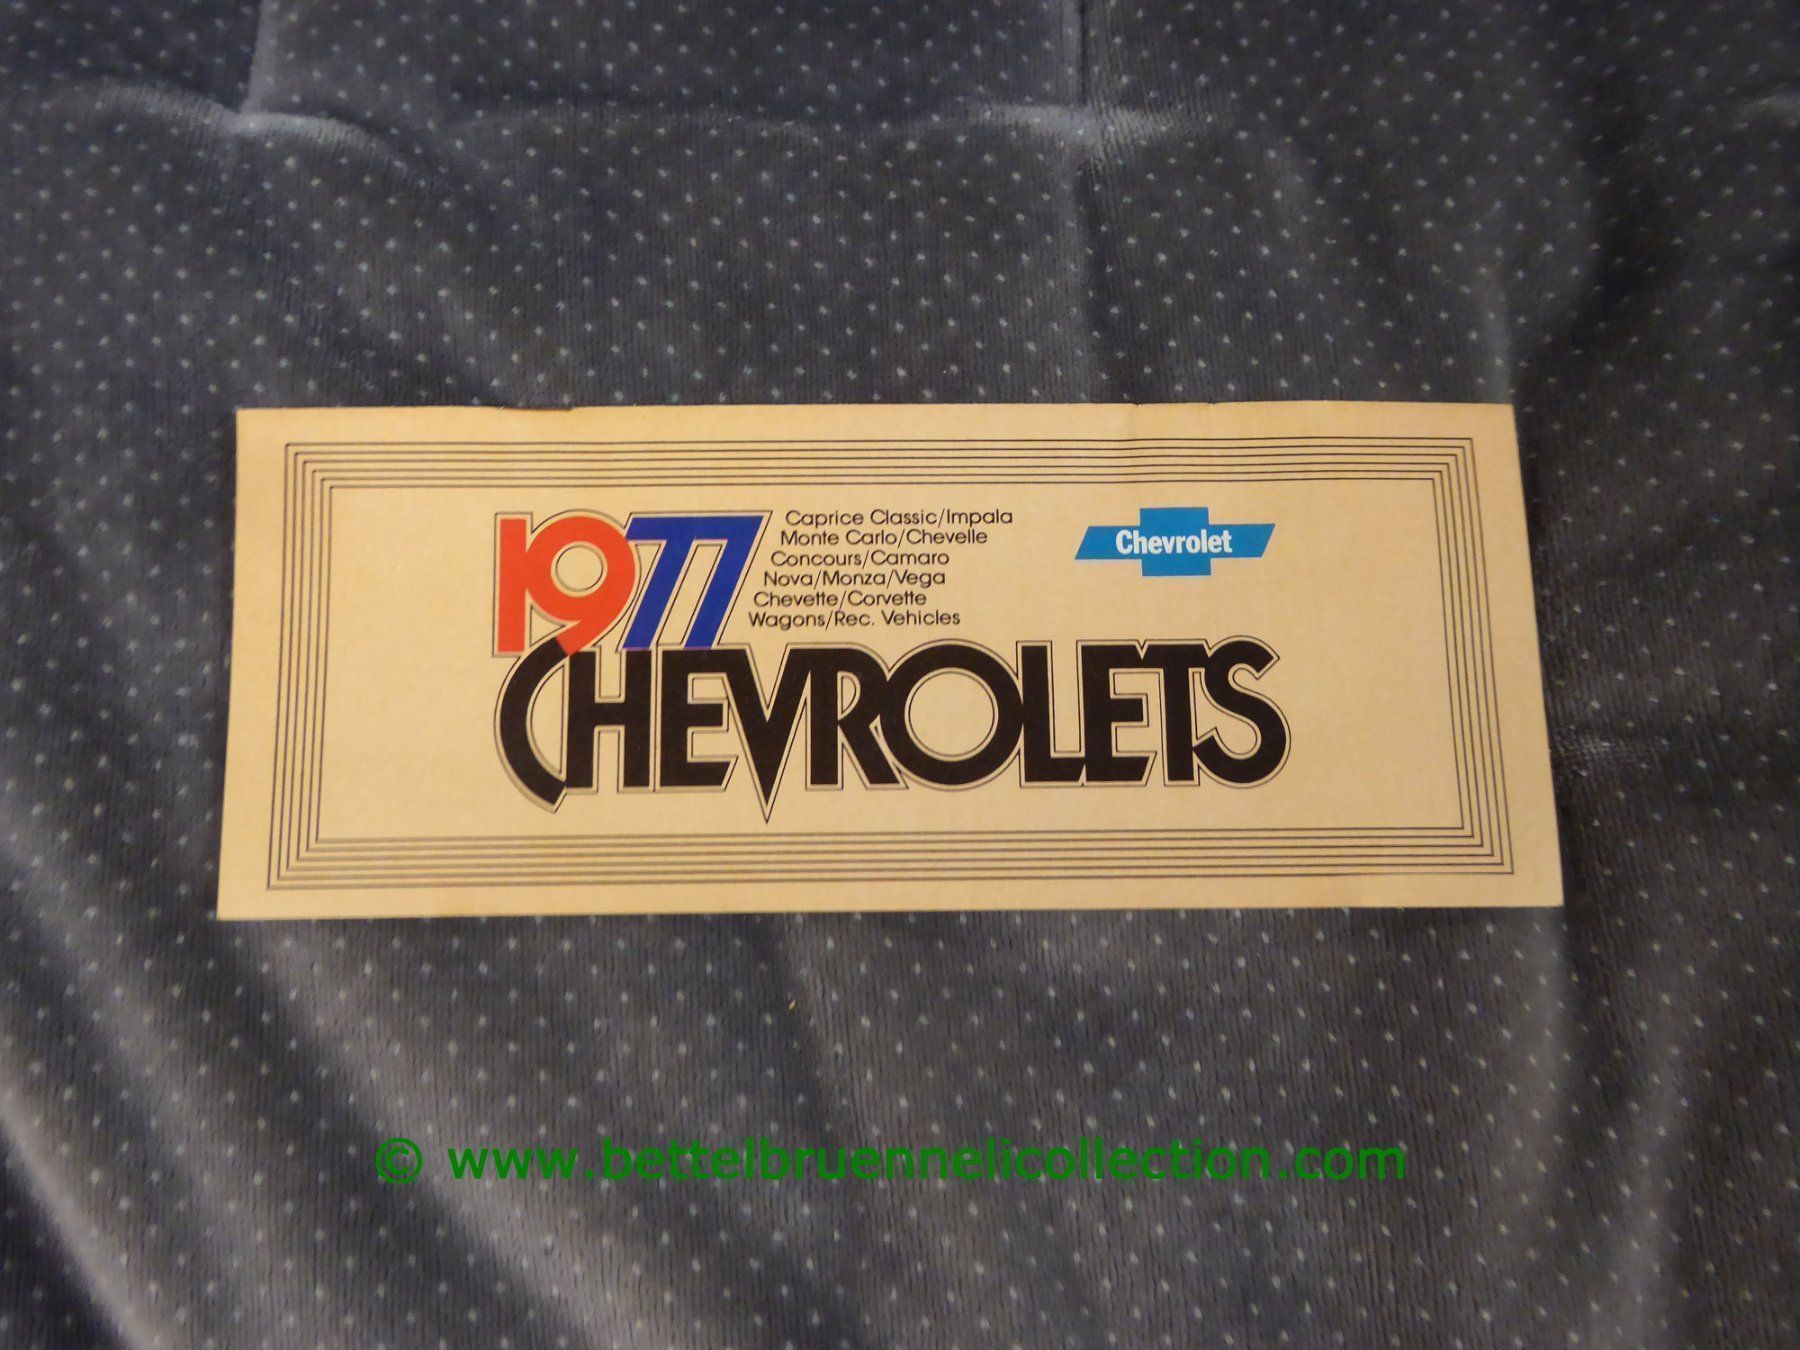 1977
Caprice Classic/Impala
Monte Carlo/Chevelle
Concours/Camaro
Nova/Monza/Vega
Chevette/Corvette
Wagons/Rec. Vehicles
Chevrolet
CHEVROLETS
© www.bettelbruennelicollection.com